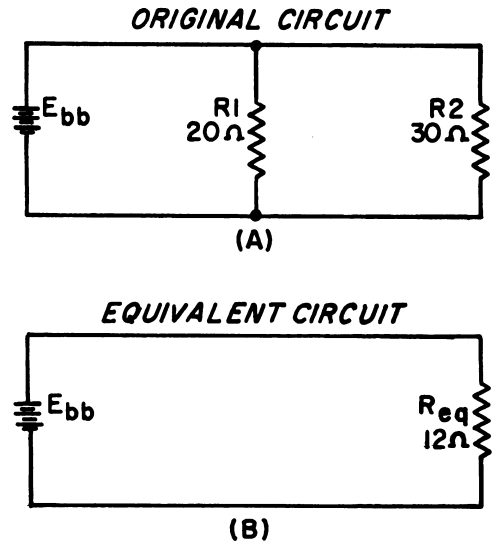 ORIGINAL CIRCUIT
Ebb
R1
20Ω
R2
30Ω
(A)
EQUIVALENT CIRCUIT
Ebb
Req
12Ω
(B)